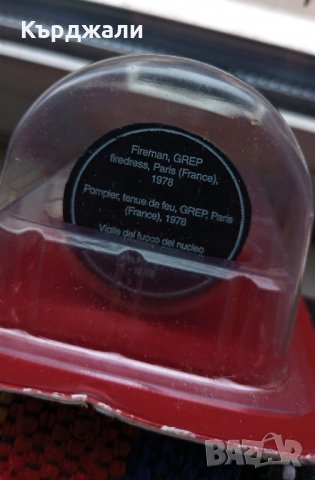 Кърджали
Fireman, GREP
firedress, Paris (France),
1978
Pompier, tenue de feu, GREP, Paris
(France), 1978
Vigile del fuoco del nucleo
BAZAR